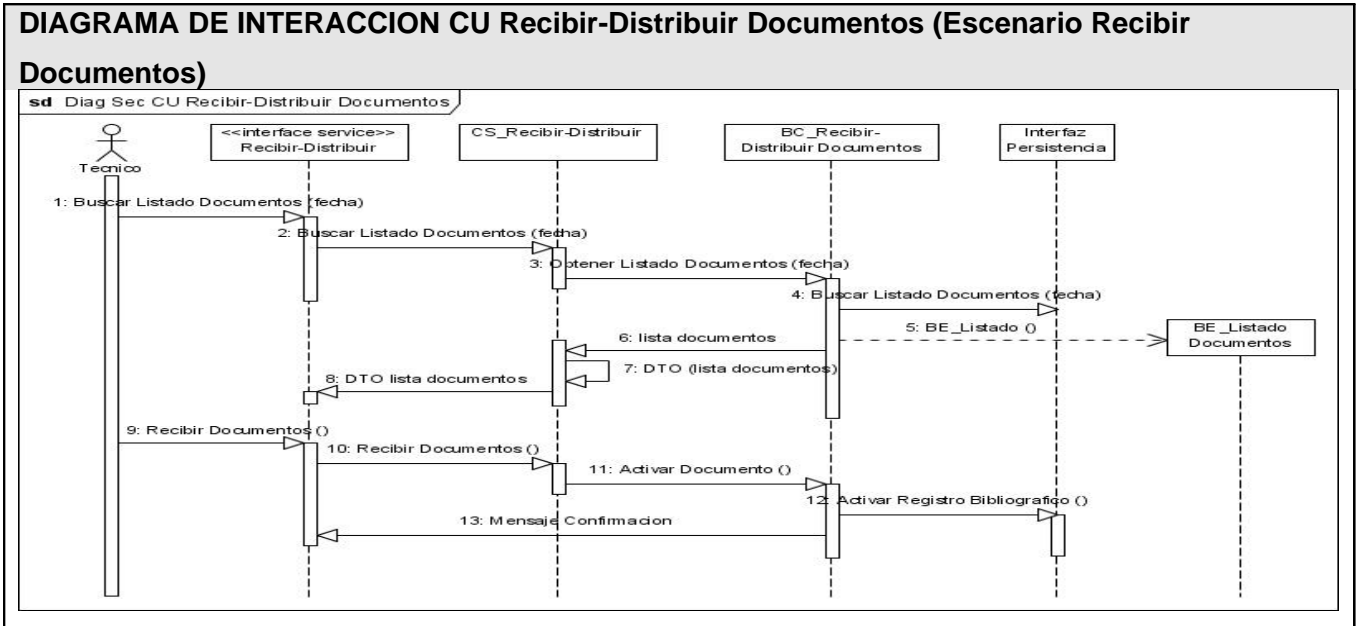 DIAGRAMA DE INTERACCION CU Recibir-Distribuir Documentos (Escenario Recibir
Documentos)
sd Diag Sec CU Recibir-Distribuir Documentos
Tecnico
<<interface service>>
Recibir-Distribuir
CS_Recibir-Distribuir
BC_Recibir-
Distribuir Documentos
Interfaz
Persistencia
1: Buscar Listado Documentos (fecha)
2: Buscar Listado Documentos (fecha)
3: Obtener Listado Documentos (fecha)
4: Buscar Listado Documentos (fecha)
5: BE_Listado ()
BE_Listado
Documentos
6: lista documentos
7: DTO (lista documentos)
8: DTO lista documentos
9: Recibir Documentos ()
10: Recibir Documentos ()
11: Activar Documento ()
12: Activar Registro Bibliografico ()
13: Mensaje Confirmacion